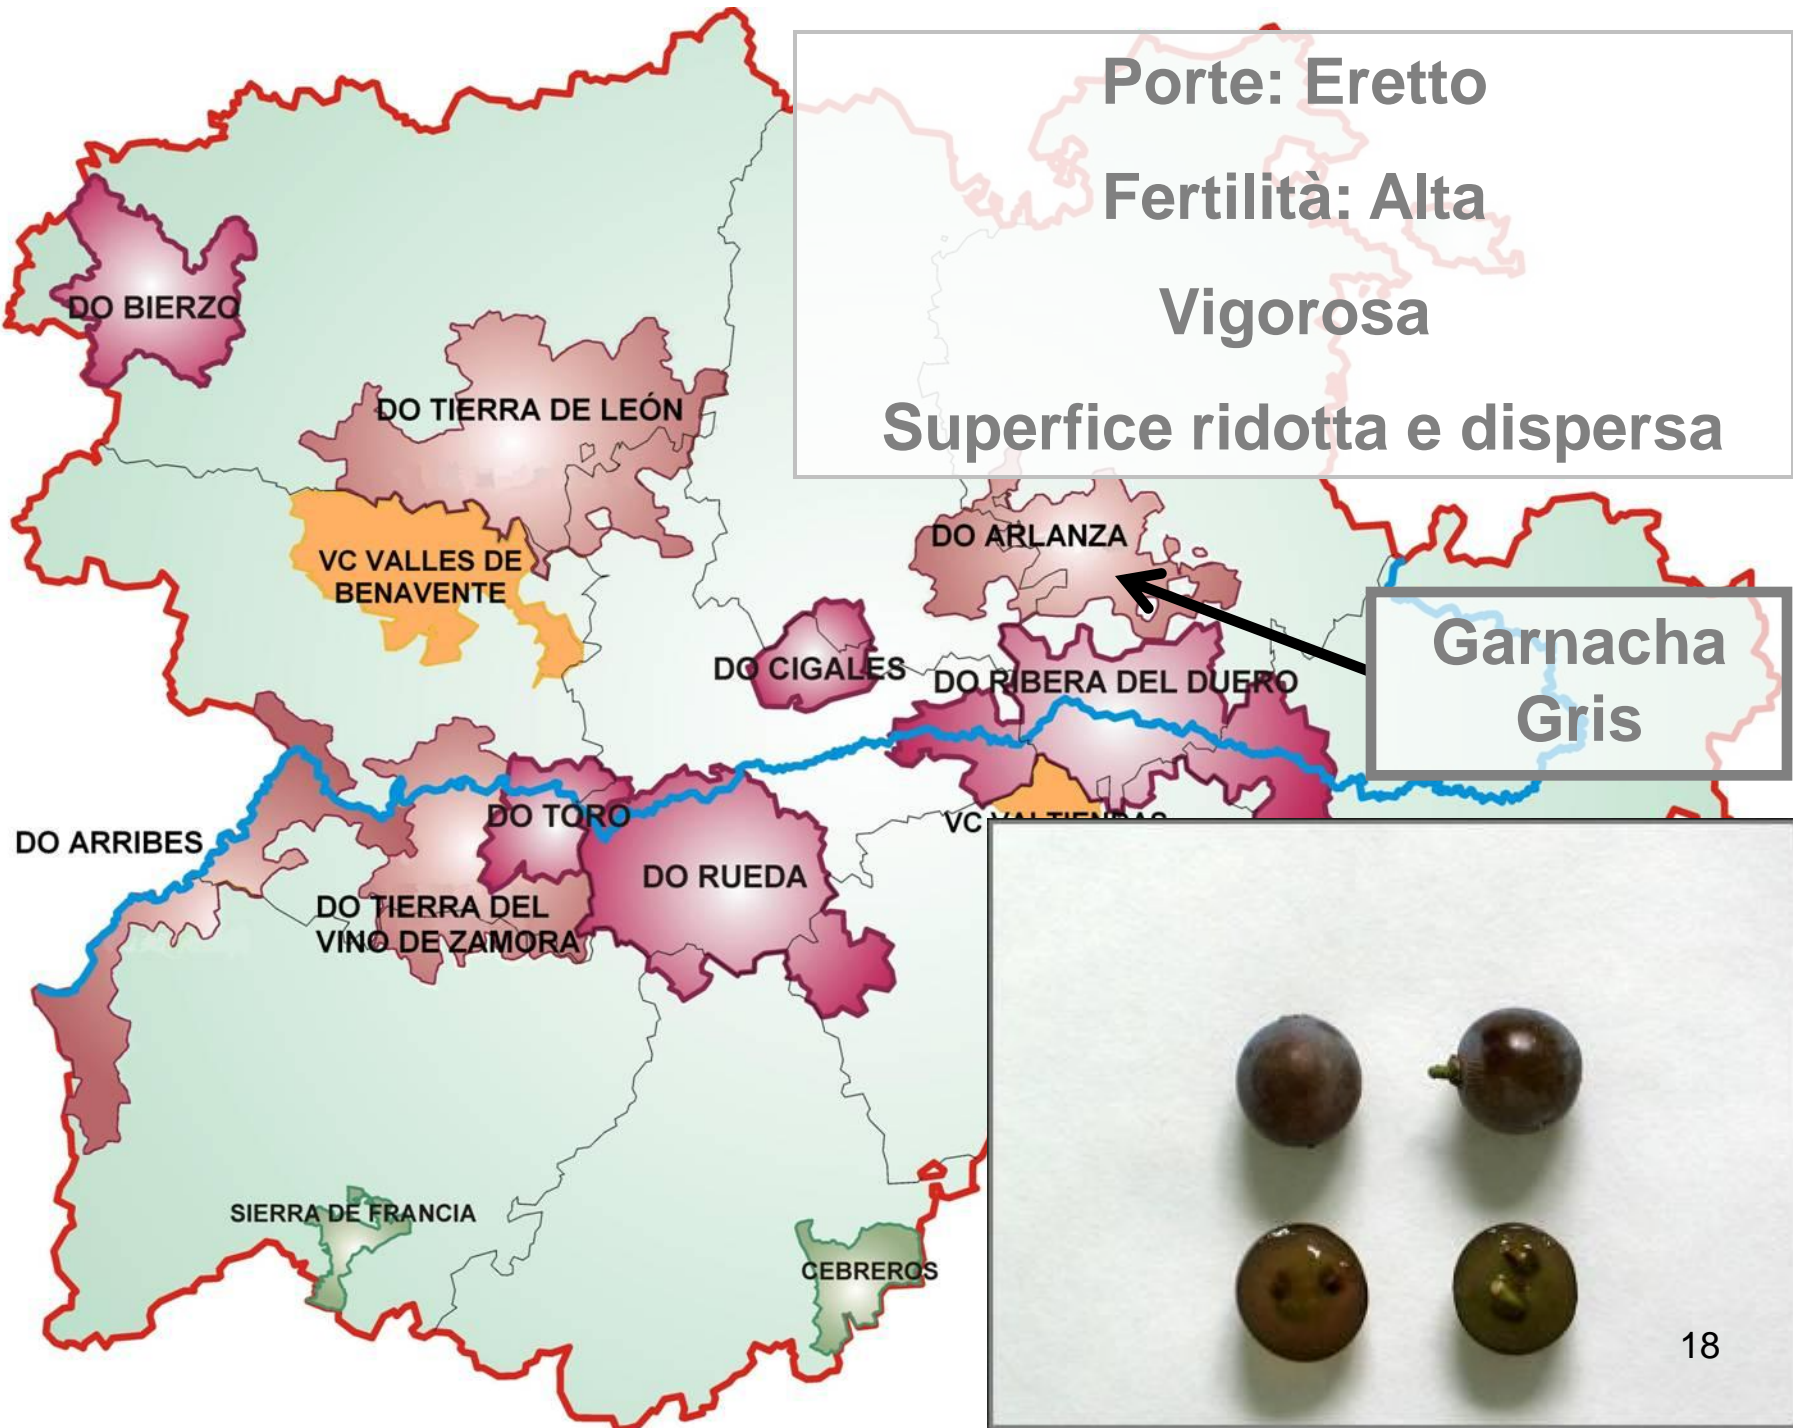 Porte: Eretto
Fertilità: Alta
Vigorosa
Superfice ridotta e dispersa
DO BIERZO
DO TIERRA DE LEÓN
VC VALLES DE
BENAVENTE
DO ARLANZA
Garnacha
Gris
DO CIGALES
DO RIBERA DEL DUERO
DO TORO
VC VALTIENDAS
DO ARRIBES
DO RUEDA
DO TIERRA DEL
VINO DE ZAMORA
SIERRA DE FRANCIA
CEBREROS
18